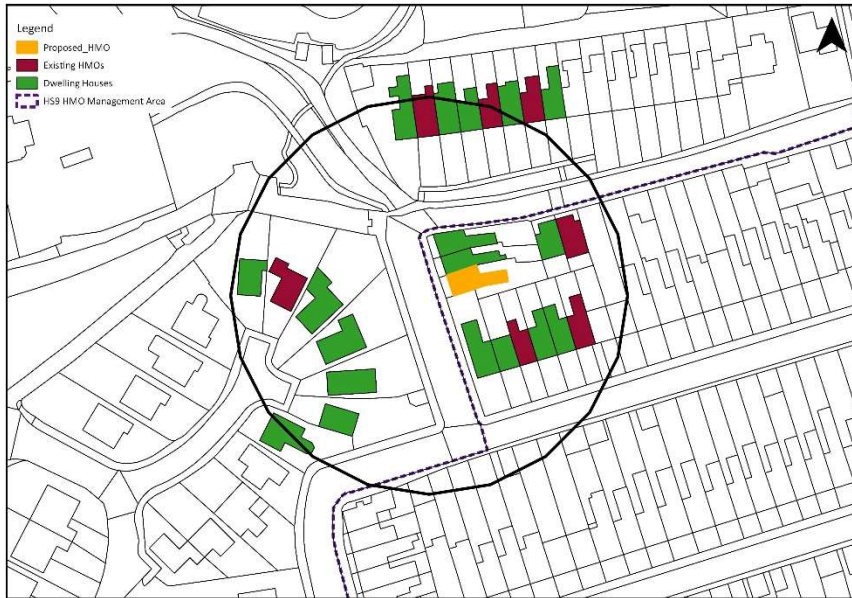 Legend
Proposed_HMO
Existing HMOs
Dwelling Houses
HS9 HMO Management Area